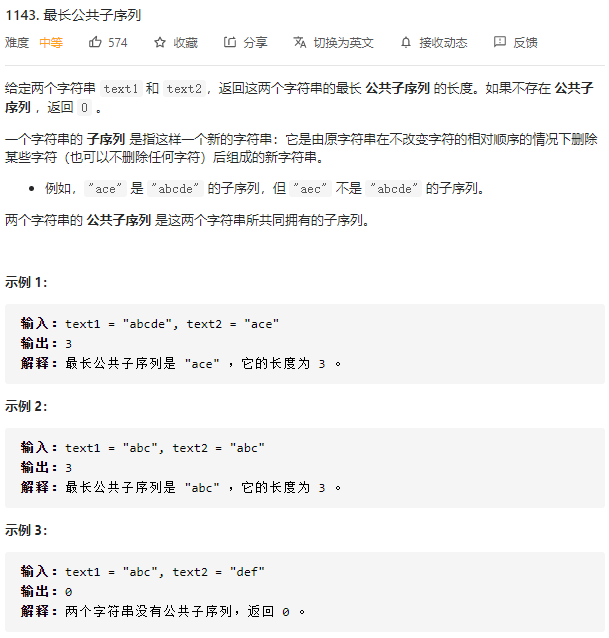 1143. 最长公共子序列
难度 中等 574 收藏 分享 切换为英文 接收动态 反馈
给定两个字符串 text1 和 text2，返回这两个字符串的最长 公共子序列 的长度。如果不存在 公共子
序列 ，返回 0 。
一个字符串的 子序列 是指这样一个新的字符串：它是由原字符串在不改变字符的相对顺序的情况下删除
某些字符（也可以不删除任何字符）后组成的新字符串。
• 例如，"ace" 是 "abcde" 的子序列，但 "aec" 不是 "abcde" 的子序列。
两个字符串的 公共子序列 是这两个字符串所共同拥有的子序列。
示例 1：
输入：text1 = "abcde", text2 = "ace"
输出：3
解释：最长公共子序列是 "ace" ，它的长度为 3 。
示例 2：
输入：text1 = "abc", text2 = "abc"
输出：3
解释：最长公共子序列是 "abc" ，它的长度为 3 。
示例 3：
输入：text1 = "abc", text2 = "def"
输出：0
解释：两个字符串没有公共子序列，返回 0 。